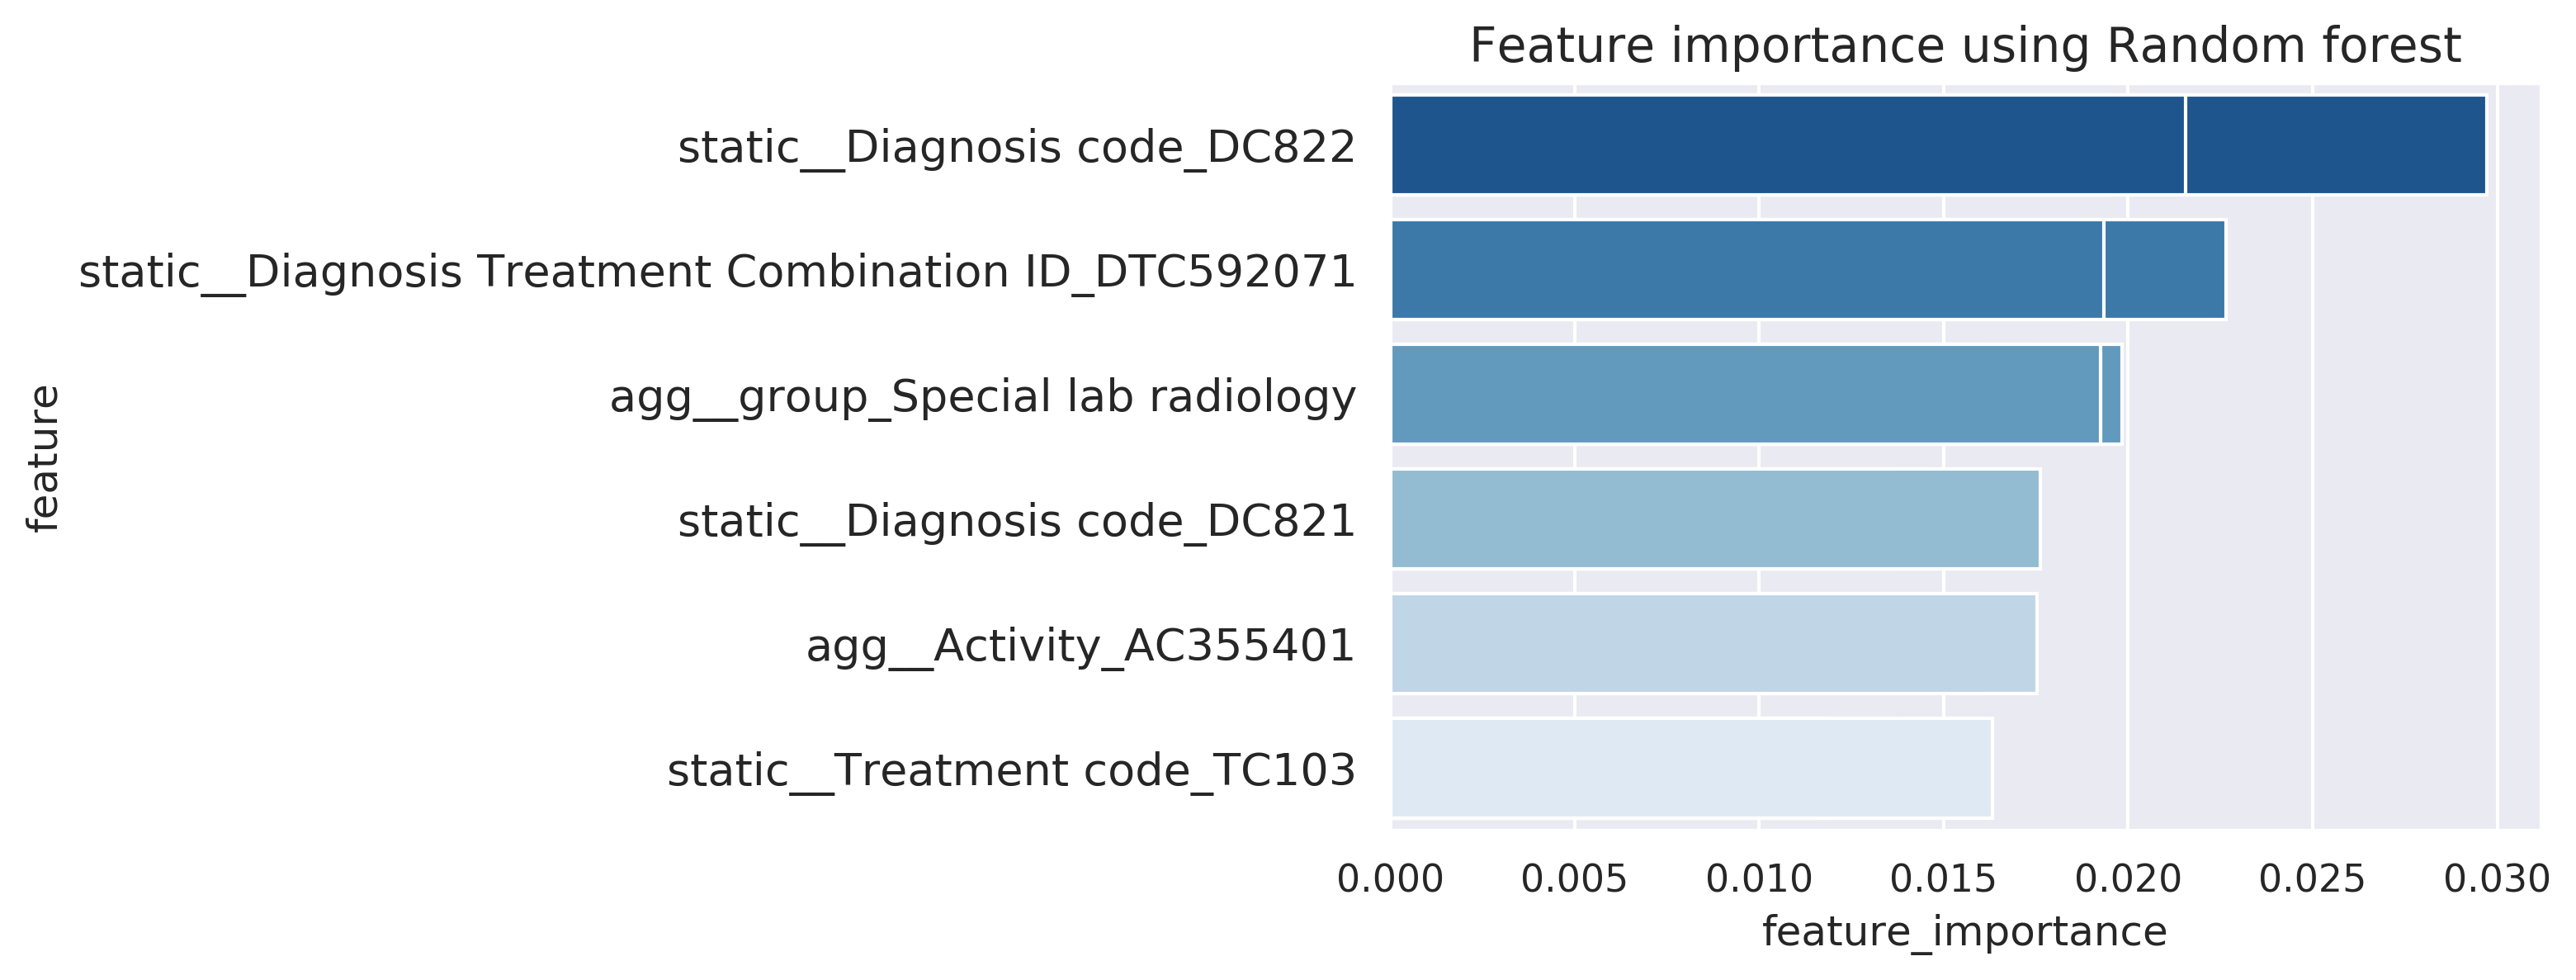 Feature importance using Random forest
static__Diagnosis code_DC822
static__Diagnosis Treatment Combination ID_DTC592071
agg__group_Special lab radiology
static__Diagnosis code_DC821
agg__Activity_AC355401
static__Treatment code_TC103
feature
0.000 0.005 0.010 0.015 0.020 0.025 0.030
feature_importance